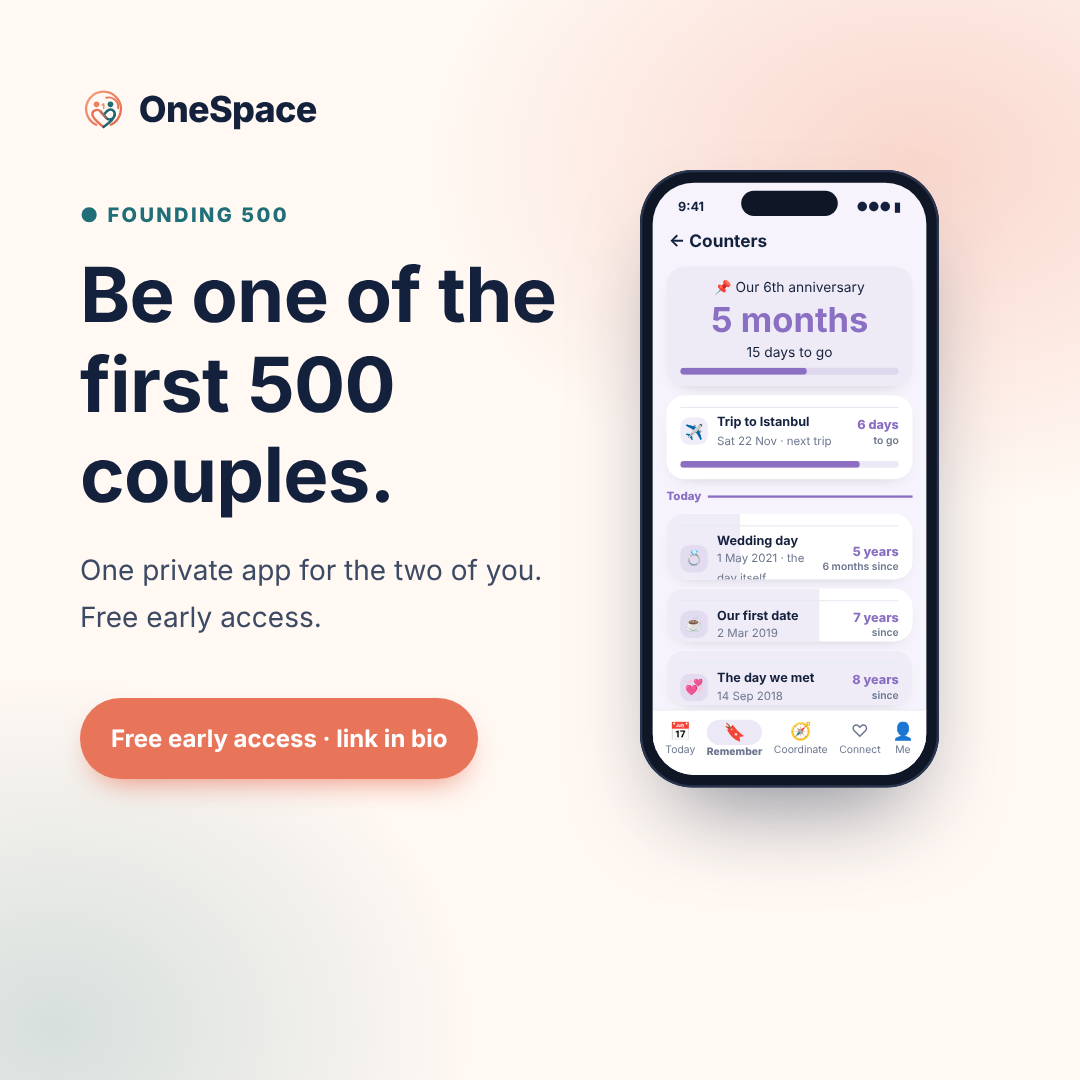 OneSpace
FOUNDING 500
Be one of the
first 500
couples.
One private app for the two of you.
Free early access.
Free early access · link in bio
9:41
← Counters
📌 Our 6th anniversary
5 months
15 days to go
Trip to Istanbul
6 days
Sat 22 Nov · next trip
to go
Today
Wedding day
5 years
1 May 2021 · the
6 months since
day itself
Our first date
7 years
2 Mar 2019
since
The day we met
8 years
14 Sep 2018
since
Today
Remember
Coordinate
Connect
Me